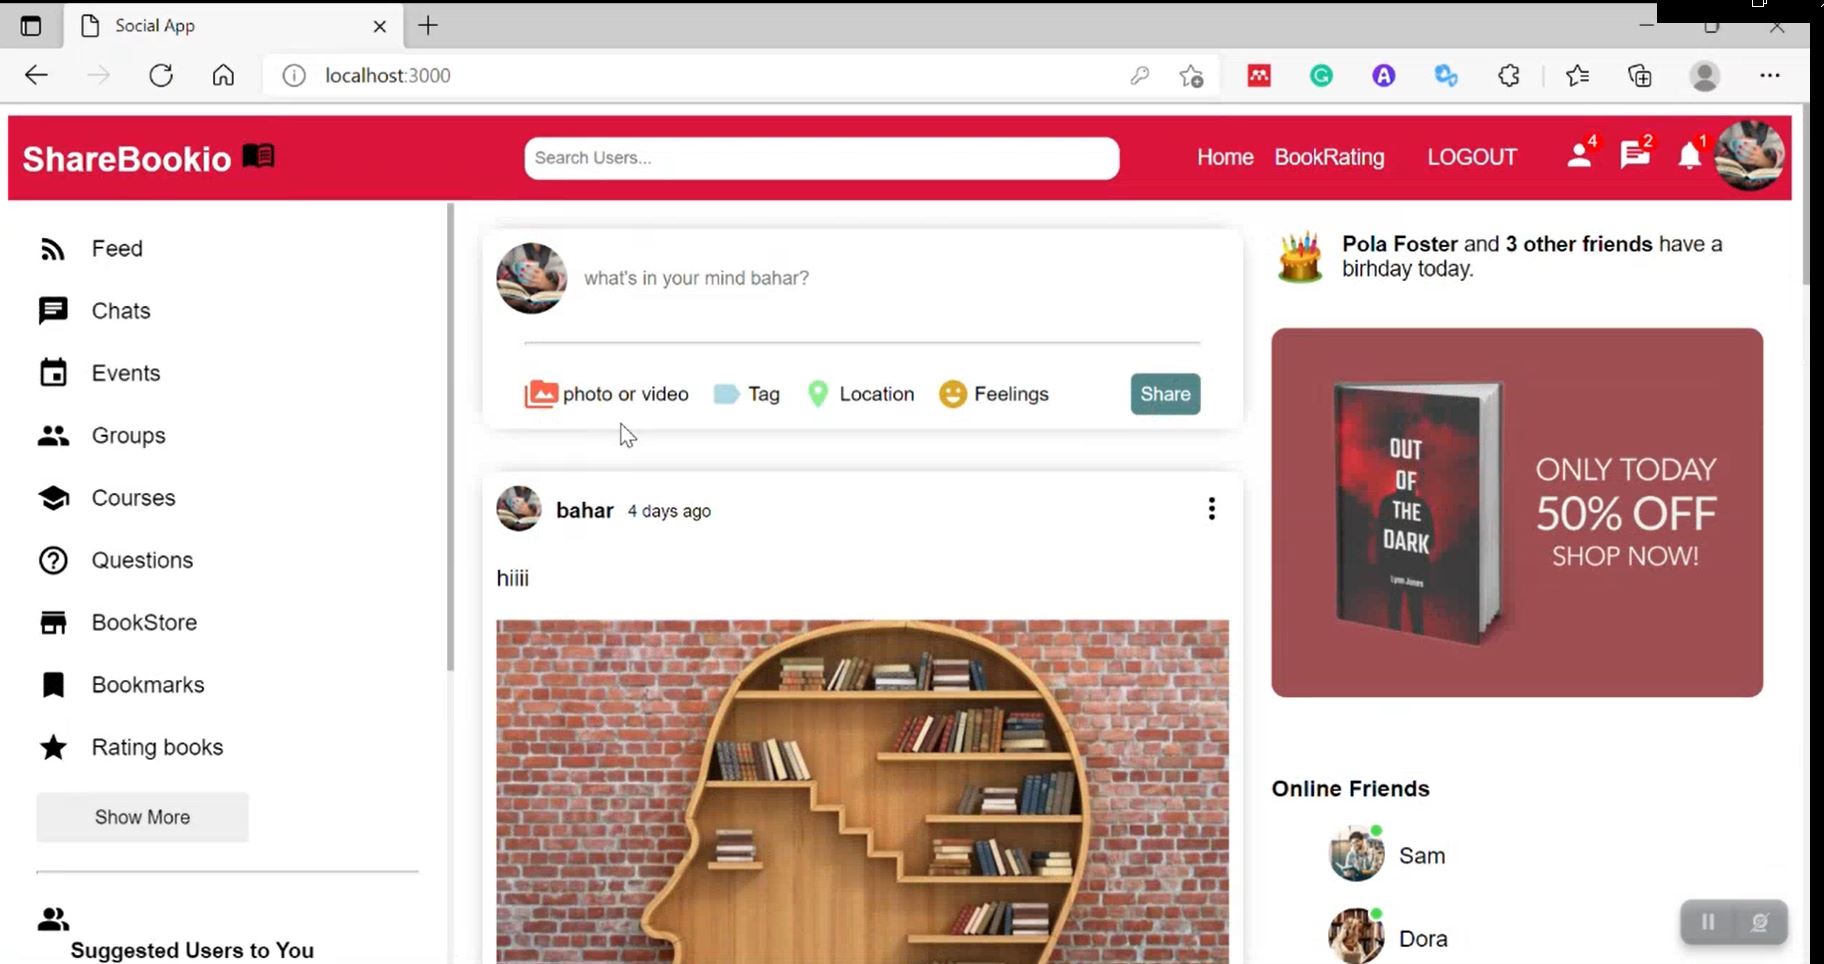 Social App
localhost:3000
ShareBookio
Search Users...
Home BookRating LOGOUT
4
2
1
Feed
Chats
Events
Groups
Courses
Questions
BookStore
Bookmarks
Rating books
Show More
Suggested Users to You
what's in your mind bahar?
photo or video Tag Location Feelings Share
bahar 4 days ago
hiiii
Pola Foster and 3 other friends have a
birhday today.
OUT
OF
THE
DARK
Lynn Jones
ONLY TODAY
50% OFF
SHOP NOW!
Online Friends
Sam
Dora